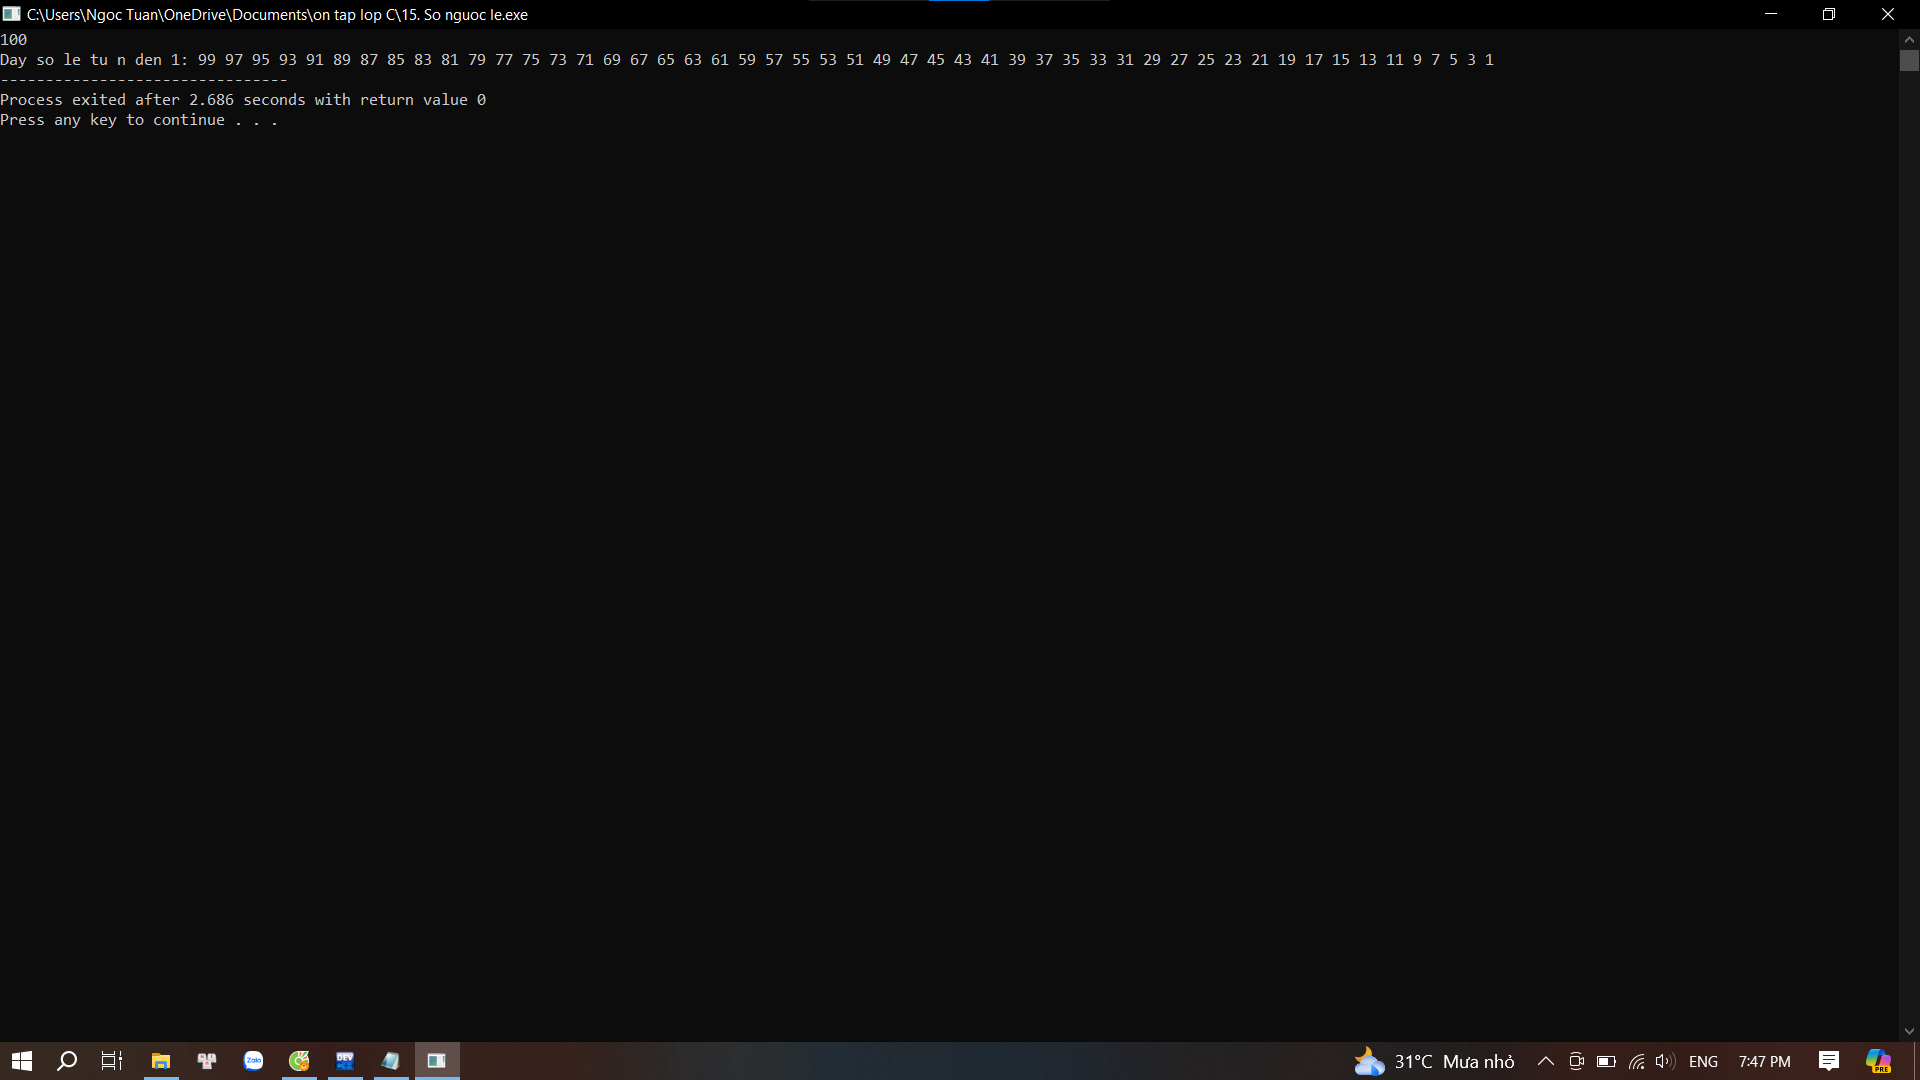 C:\Users\Ngoc Tuan\OneDrive\Documents\on tap lop C\15. So nguoc le.exe
100
Day so le tu n den 1: 99 97 95 93 91 89 87 85 83 81 79 77 75 73 71 69 67 65 63 61 59 57 55 53 51 49 47 45 43 41 39 37 35 33 31 29 27 25 23 21 19 17 15 13 11 9 7 5 3 1
--------------------------------
Process exited after 2.686 seconds with return value 0
Press any key to continue . . .
Zalo
DEV
31°C Mưa nhỏ
ENG
7:47 PM
PRE